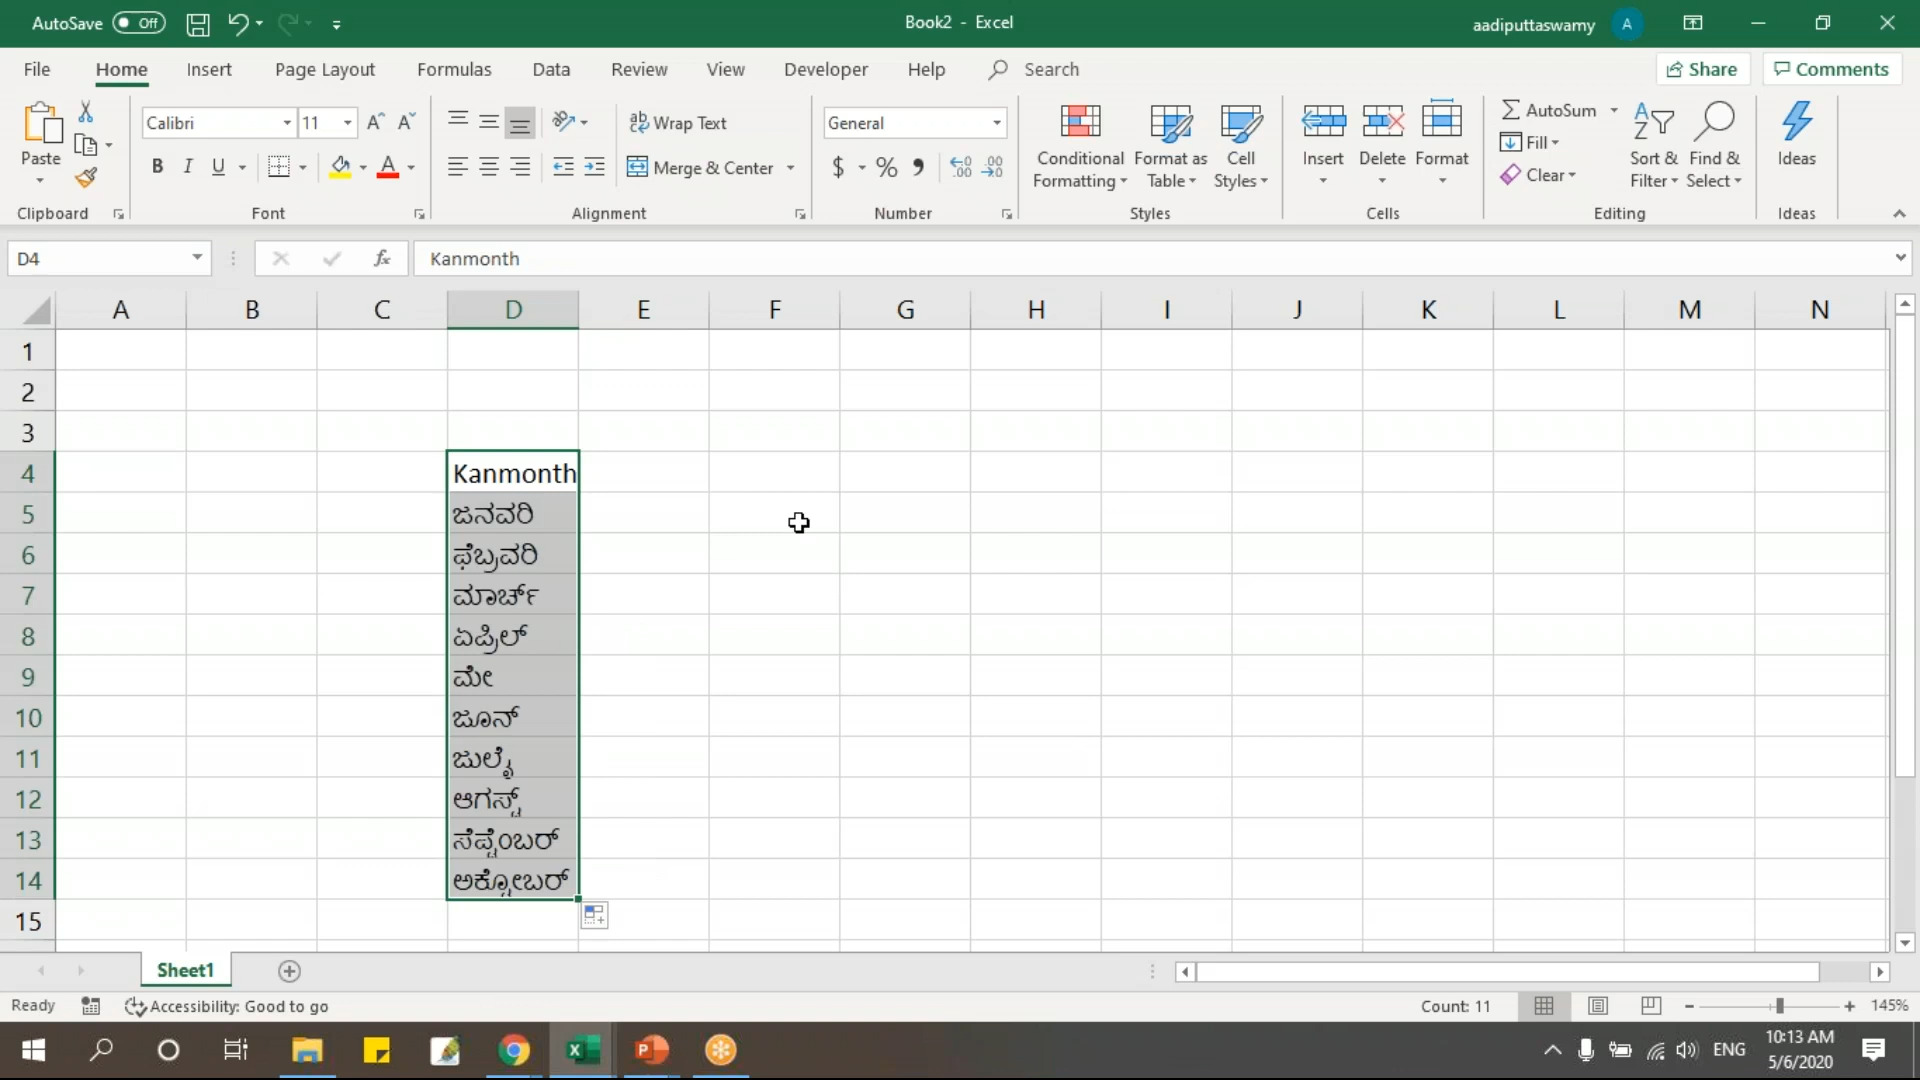 AutoSave Off Book2 - Excel aadiputtaswamy A
File Home Insert Page Layout Formulas Data Review View Developer Help Search Share Comments
Calibri 11 Wrap Text General AutoSum
Paste B I U Merge & Center $ % Conditional Formatting Format as Table Cell Styles Insert Delete Format Fill Clear Sort & Filter Find & Select Ideas
Clipboard Font Alignment Number Styles Cells Editing Ideas
D4 fx Kanmonth
A B C D E F G H I J K L M N
1
2
3
4 Kanmonth
5 ಜನವರಿ
6 ಫೆಬ್ರವರಿ
7 ಮಾರ್ಚ್
8 ಏಪ್ರಿಲ್
9 ಮೇ
10 ಜೂನ್
11 ಜುಲೈ
12 ಆಗಸ್ಟ್
13 ಸೆಪ್ಟೆಂಬರ್
14 ಅಕ್ಟೋಬರ್
15
Sheet1
Ready Accessibility: Good to go Count: 11 145%
ENG 10:13 AM
5/6/2020